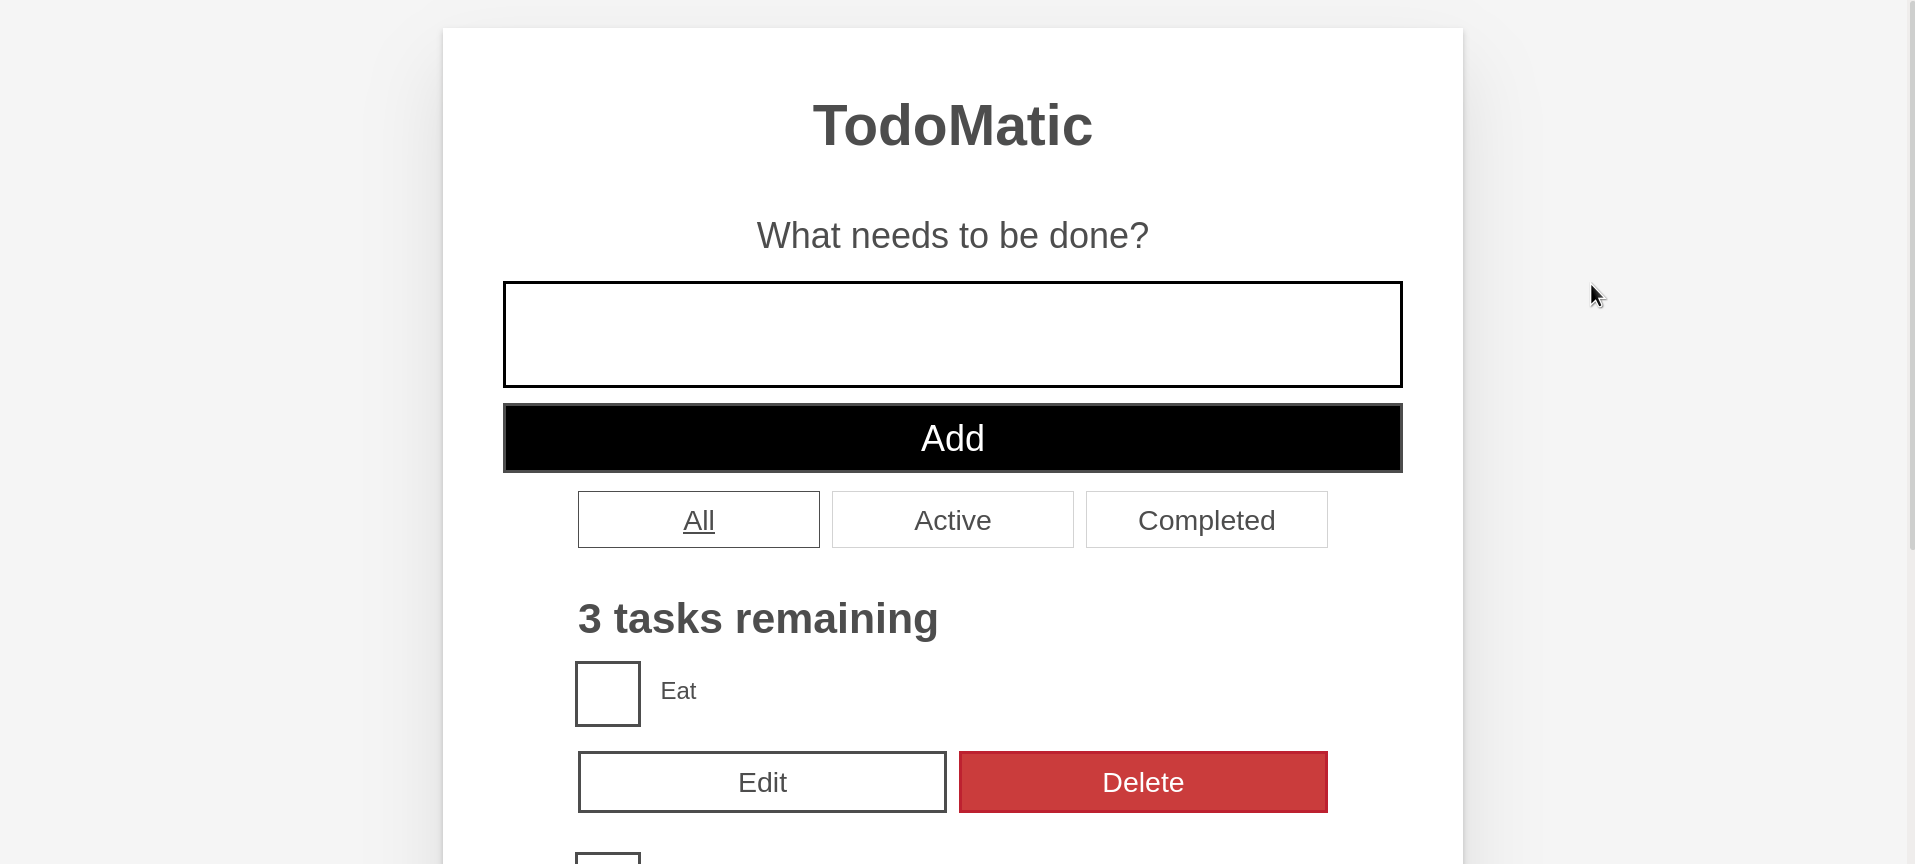 TodoMatic
What needs to be done?
Add
All Active Completed
3 tasks remaining
Eat
Edit Delete